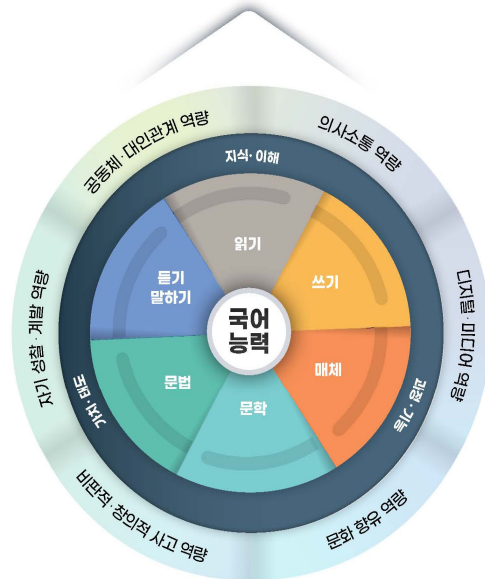 공동체·대인관계 역량
의사소통 역량
지식·이해
읽기
듣기
말하기
쓰기
국어
능력
자기 성찰·계발 역량
디지털·미디어 역량
매체
문법
문학
가치·태도
과정·기능
비판적·창의적 사고 역량
문화 향유 역량